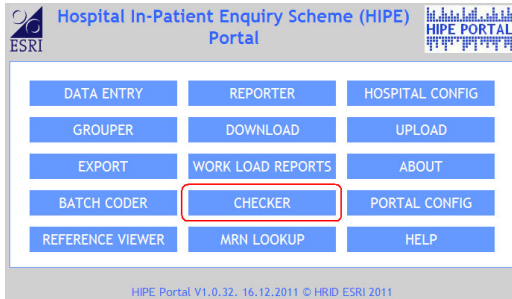 ESRI
Hospital In-Patient Enquiry Scheme (HIPE)
Portal
HIPE PORTAL
DATA ENTRY REPORTER HOSPITAL CONFIG
GROUPER DOWNLOAD UPLOAD
EXPORT WORK LOAD REPORTS ABOUT
BATCH CODER CHECKER PORTAL CONFIG
REFERENCE VIEWER MRN LOOKUP HELP
HIPE Portal V1.0.32. 16.12.2011 © HRID ESRI 2011